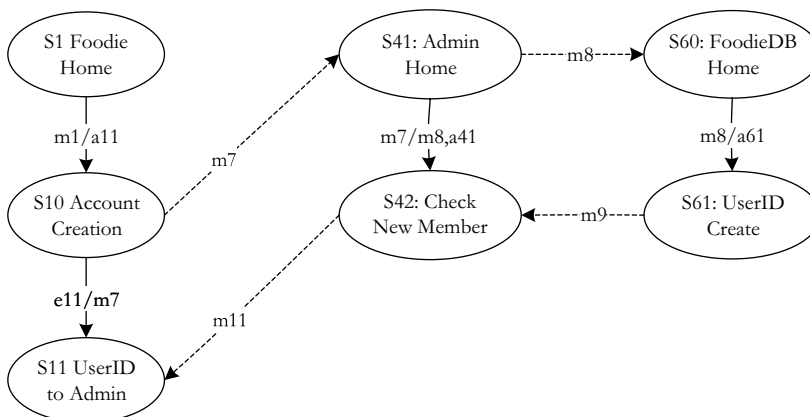 S1 Foodie
Home
S41: Admin
Home
m8
S60: FoodieDB
Home
m1/a11
m7
m7/m8,a41
m8/a61
S10 Account
Creation
S42: Check
New Member
m9
S61: UserID
Create
e11/m7
m11
S11 UserID
to Admin